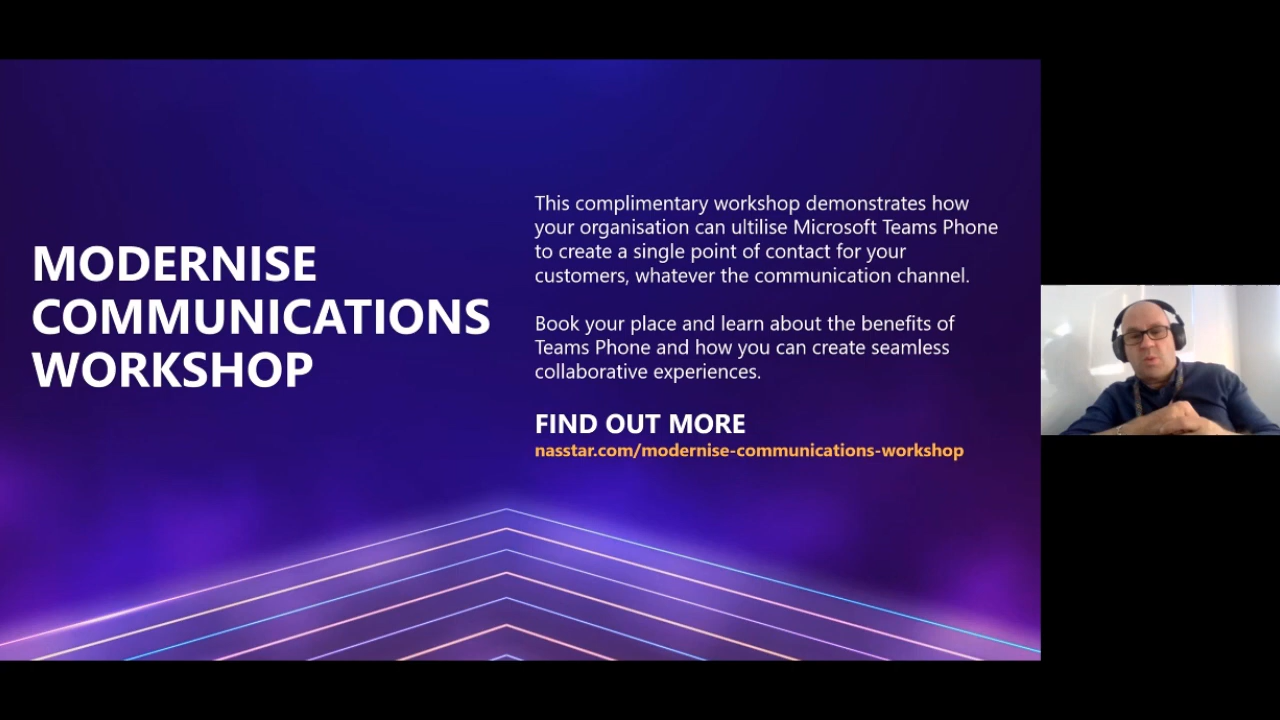 MODERNISE
COMMUNICATIONS
WORKSHOP
This complimentary workshop demonstrates how
your organisation can ultilise Microsoft Teams Phone
to create a single point of contact for your
customers, whatever the communication channel.
Book your place and learn about the benefits of
Teams Phone and how you can create seamless
collaborative experiences.
FIND OUT MORE
nasstar.com/modernise-communications-workshop